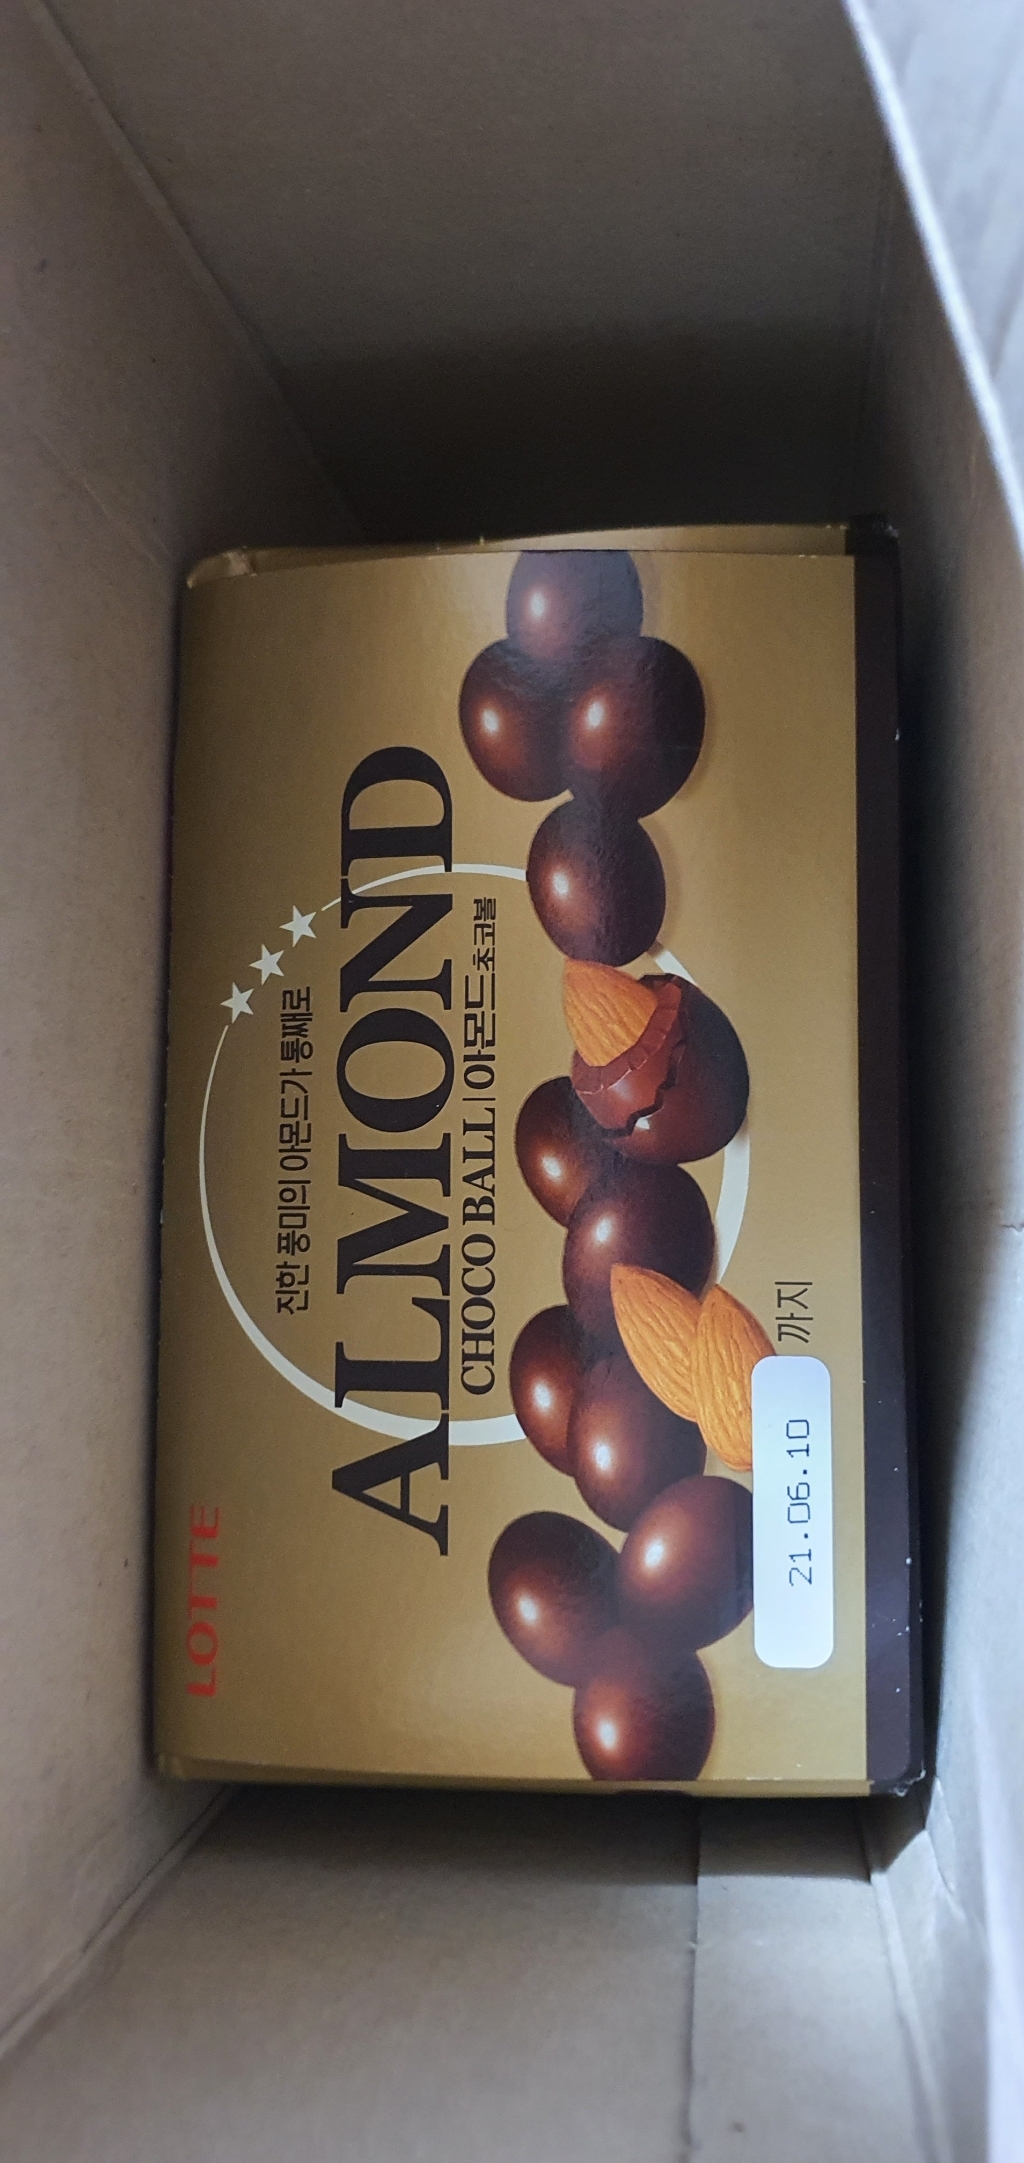 LOTTE
진한 풍미의 아몬드가 통째로
ALMOND
CHOCO BALL | 아몬드초코볼
21.06.10 까지